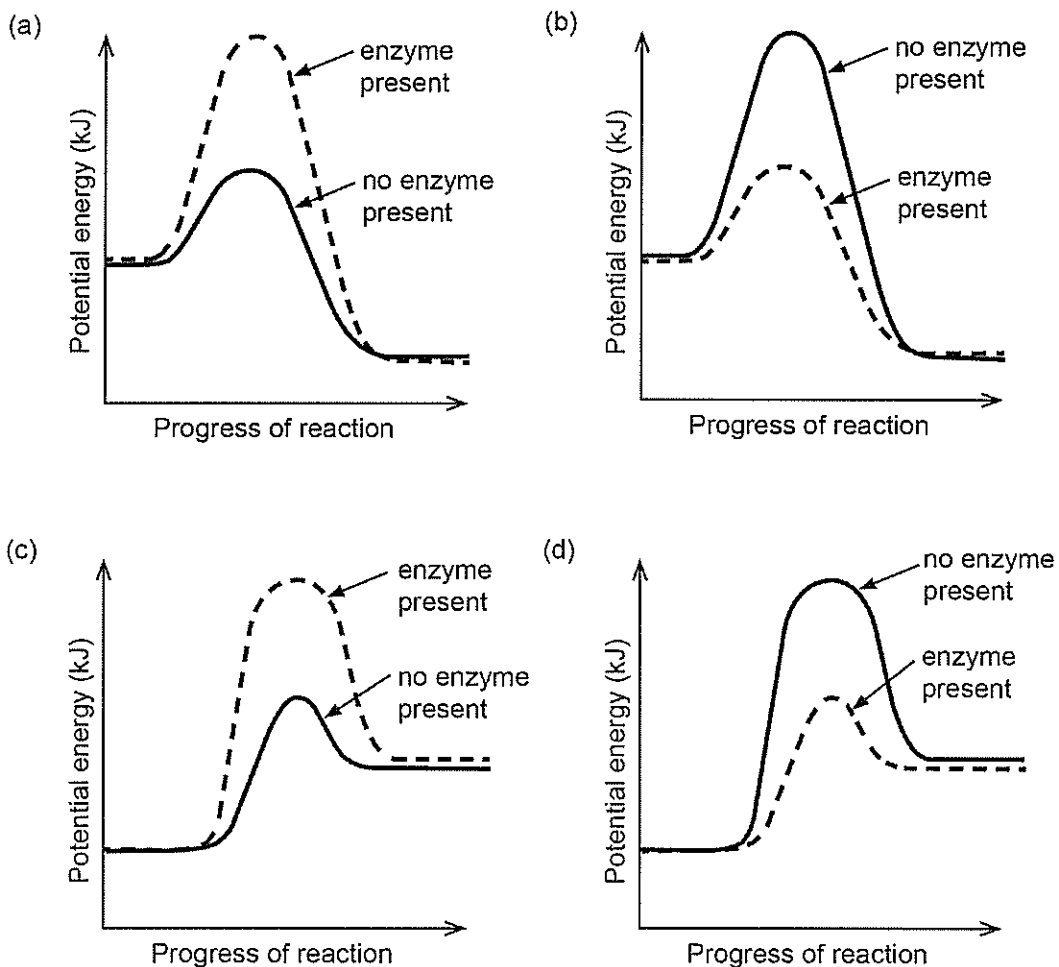 (a)
enzyme
present
no enzyme
present
Potential energy (kJ)
Progress of reaction
(b)
no enzyme
present
enzyme
present
Potential energy (kJ)
Progress of reaction
(c)
enzyme
present
no enzyme
present
Potential energy (kJ)
Progress of reaction
(d)
no enzyme
present
enzyme
present
Potential energy (kJ)
Progress of reaction